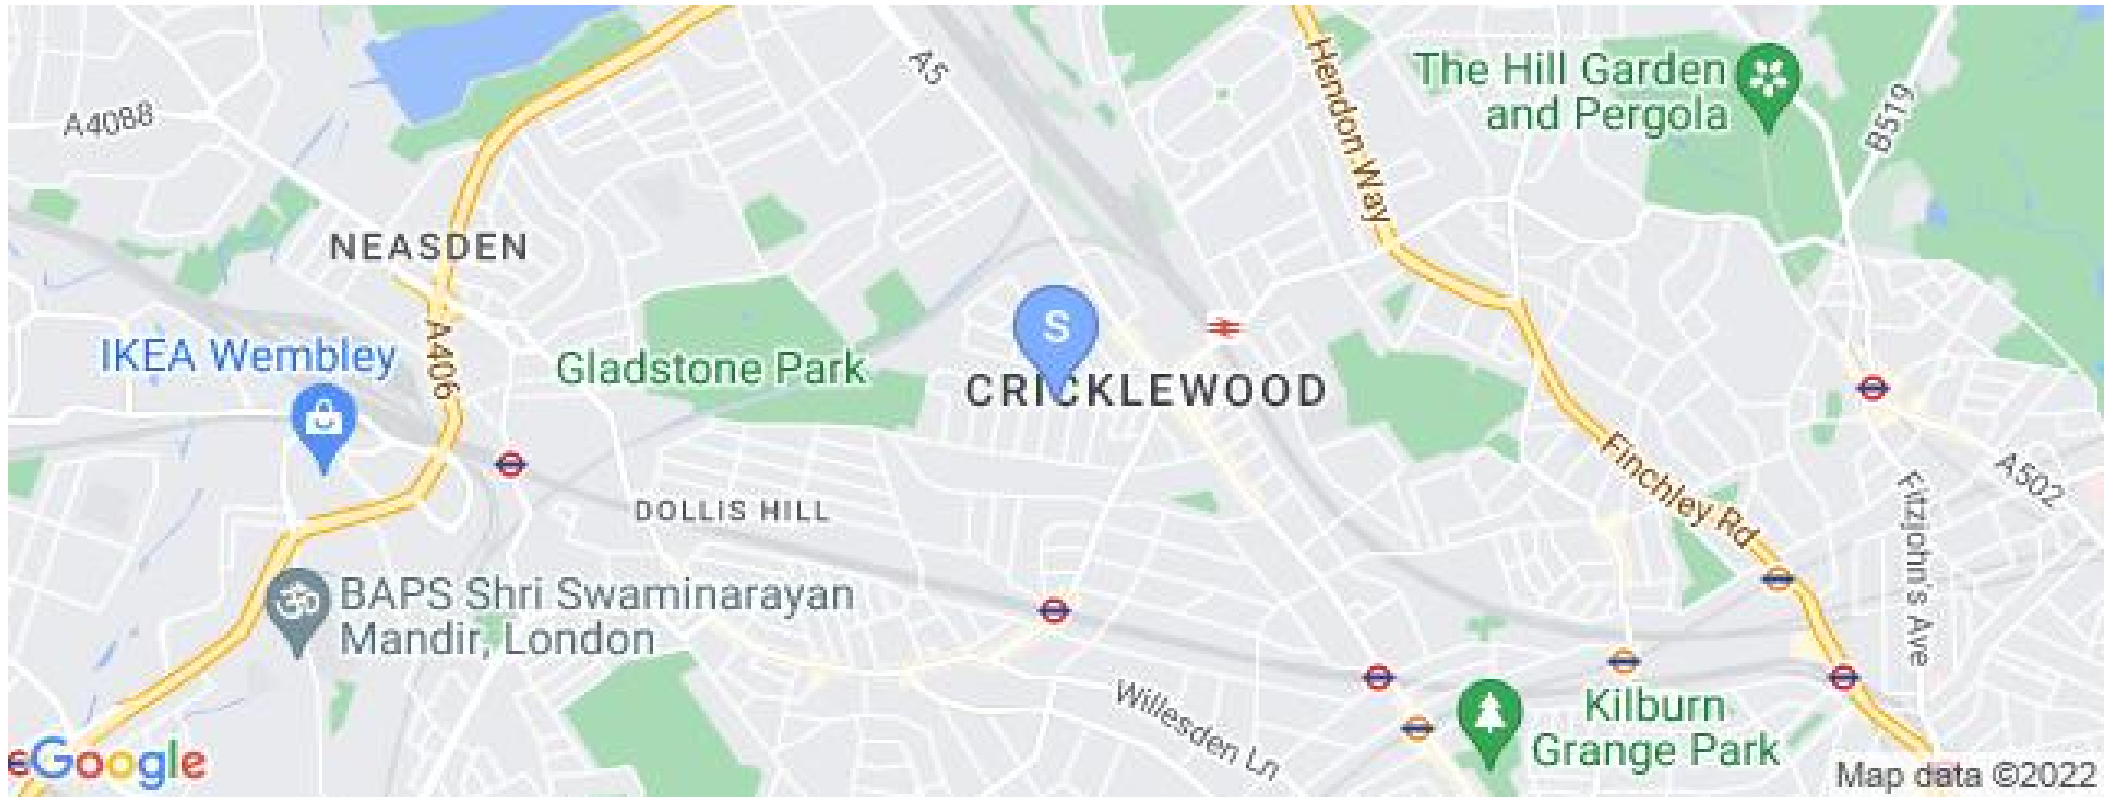 A5
Hendon Way
The Hill Garden
and Pergola
B519
A4088
NEASDEN
IKEA Wembley
A406
Gladstone Park
S
CRICKLEWOOD
Finchley Rd
A502
Fitzjohn's Ave
DOLLIS HILL
BAPS Shri Swaminarayan
Mandir, London
Willesden Ln
Kilburn
Grange Park
Google
Map data ©2022